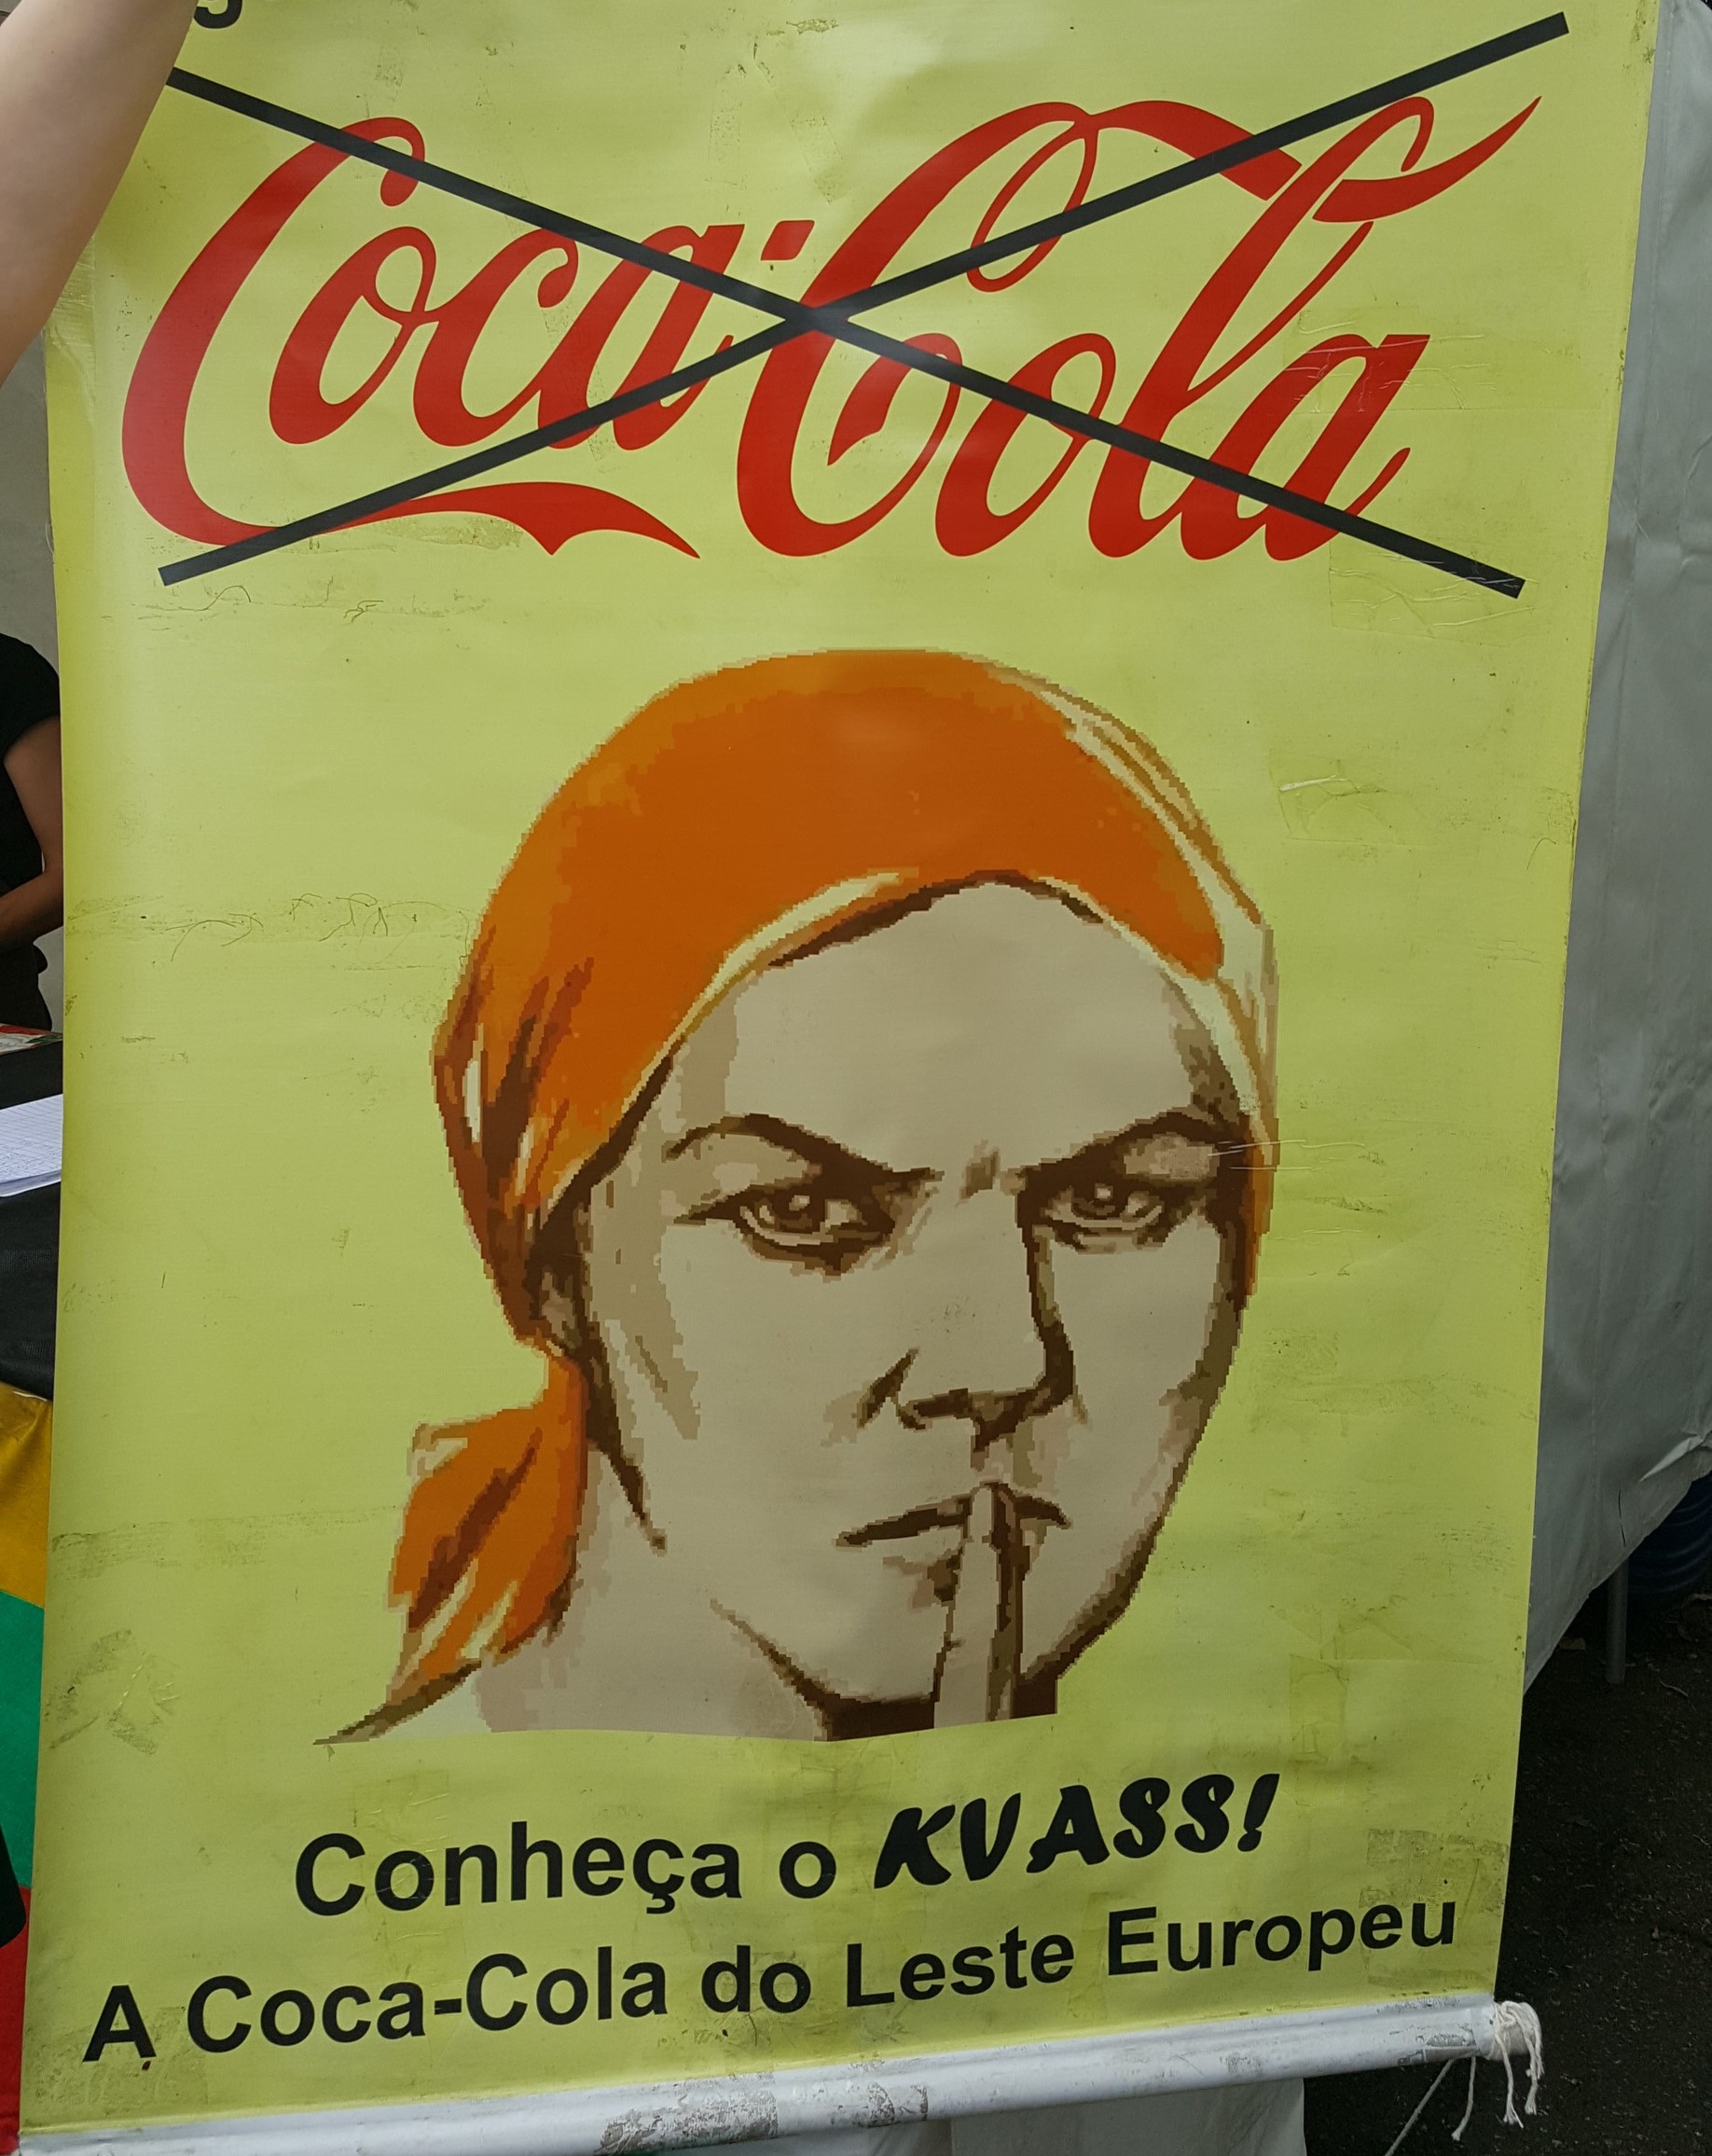 Coca-Cola
Conheça o KVASS!
A Coca-Cola do Leste Europeu